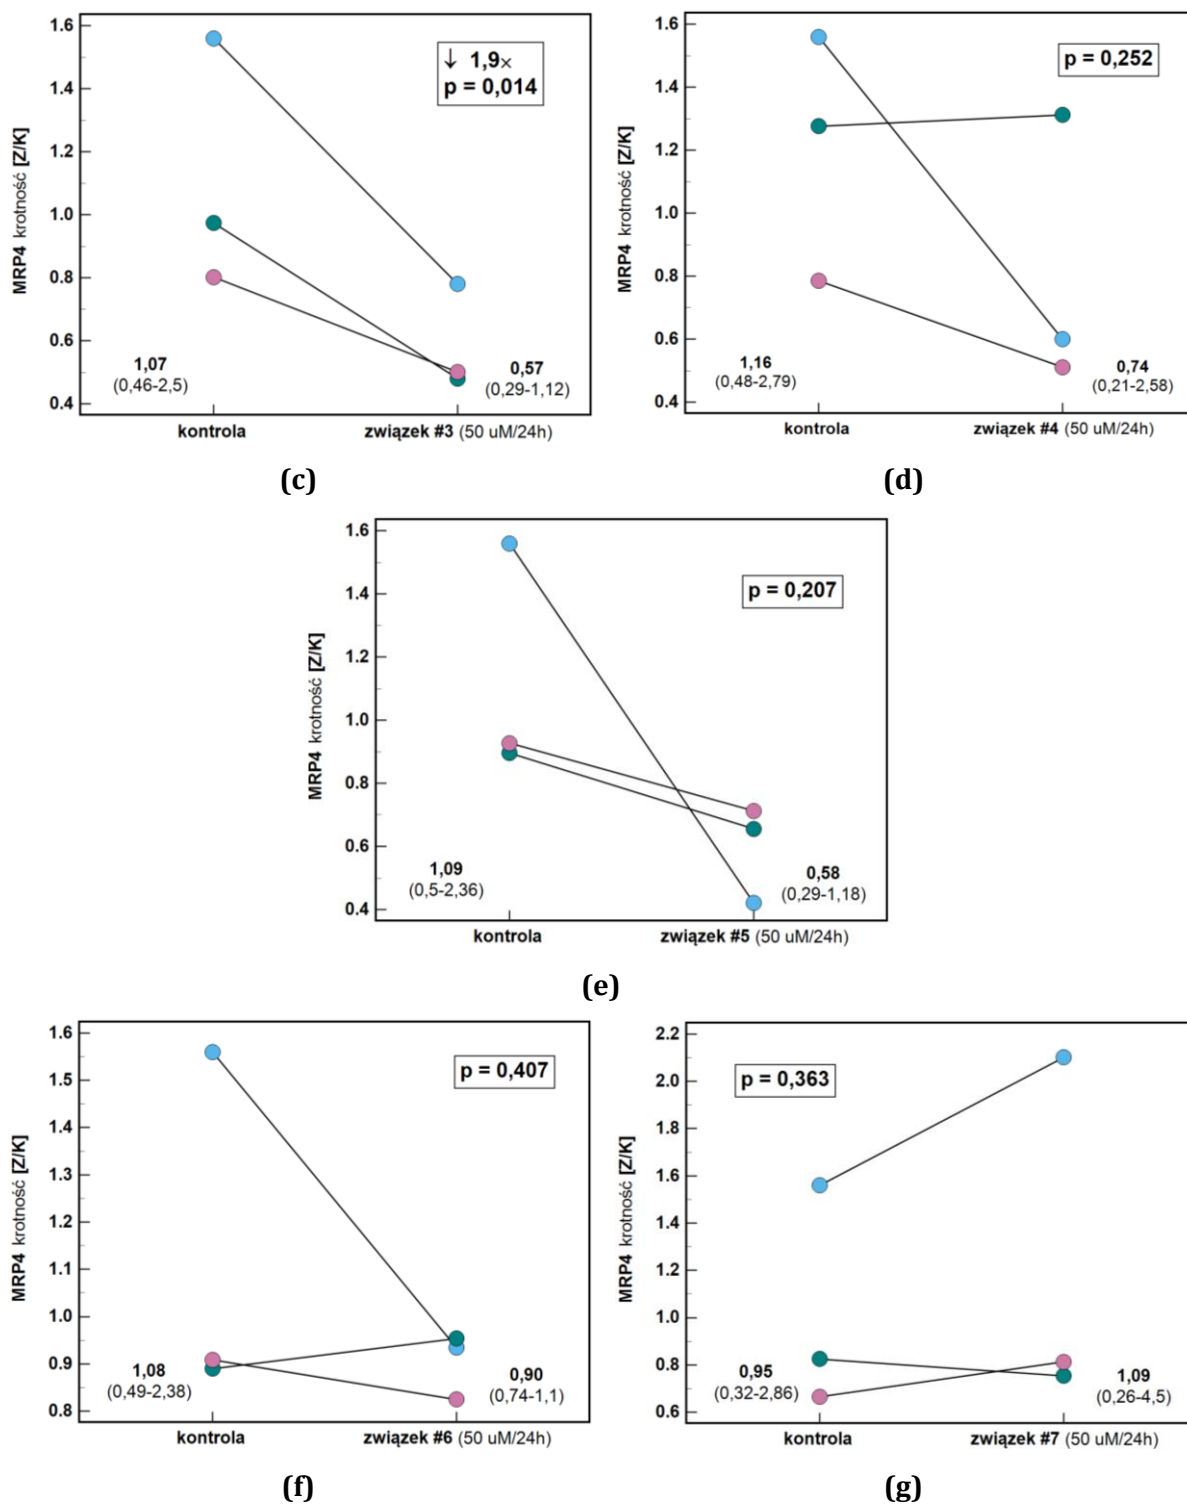 1.6
1.4
1.2
1.0
0.8
0.6
0.4
MRP4 krotność [Z/K]
↓ 1,9×
p = 0,014
1,07
(0,46-2,5)
0,57
(0,29-1,12)
kontrola
związek #3 (50 uM/24h)
(c)
1.6
1.4
1.2
1.0
0.8
0.6
0.4
MRP4 krotność [Z/K]
p = 0,252
1,16
(0,48-2,79)
0,74
(0,21-2,58)
kontrola
związek #4 (50 uM/24h)
(d)
1.6
1.4
1.2
1.0
0.8
0.6
0.4
MRP4 krotność [Z/K]
p = 0,207
1,09
(0,5-2,36)
0,58
(0,29-1,18)
kontrola
związek #5 (50 uM/24h)
(e)
1.6
1.5
1.4
1.3
1.2
1.1
1.0
0.9
0.8
MRP4 krotność [Z/K]
p = 0,407
1,08
(0,49-2,38)
0,90
(0,74-1,1)
kontrola
związek #6 (50 uM/24h)
(f)
2.2
2.0
1.8
1.6
1.4
1.2
1.0
0.8
0.6
MRP4 krotność [Z/K]
p = 0,363
0,95
(0,32-2,86)
1,09
(0,26-4,5)
kontrola
związek #7 (50 uM/24h)
(g)